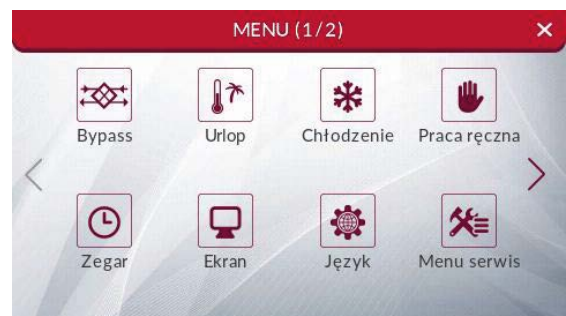 MENU (1/2)
Bypass Urlop Chłodzenie Praca ręczna
Zegar Ekran Język Menu serwis